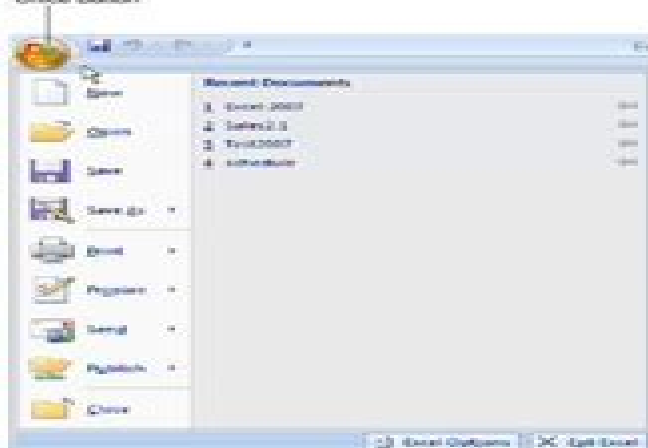 Office Button
Recent Documents
New
1 Excel 2007
2 Sales2.1
Open
3 Test2007
4 schedule
Save
Save As
Print
Prepare
Send
Publish
Close
Excel Options
Exit Excel